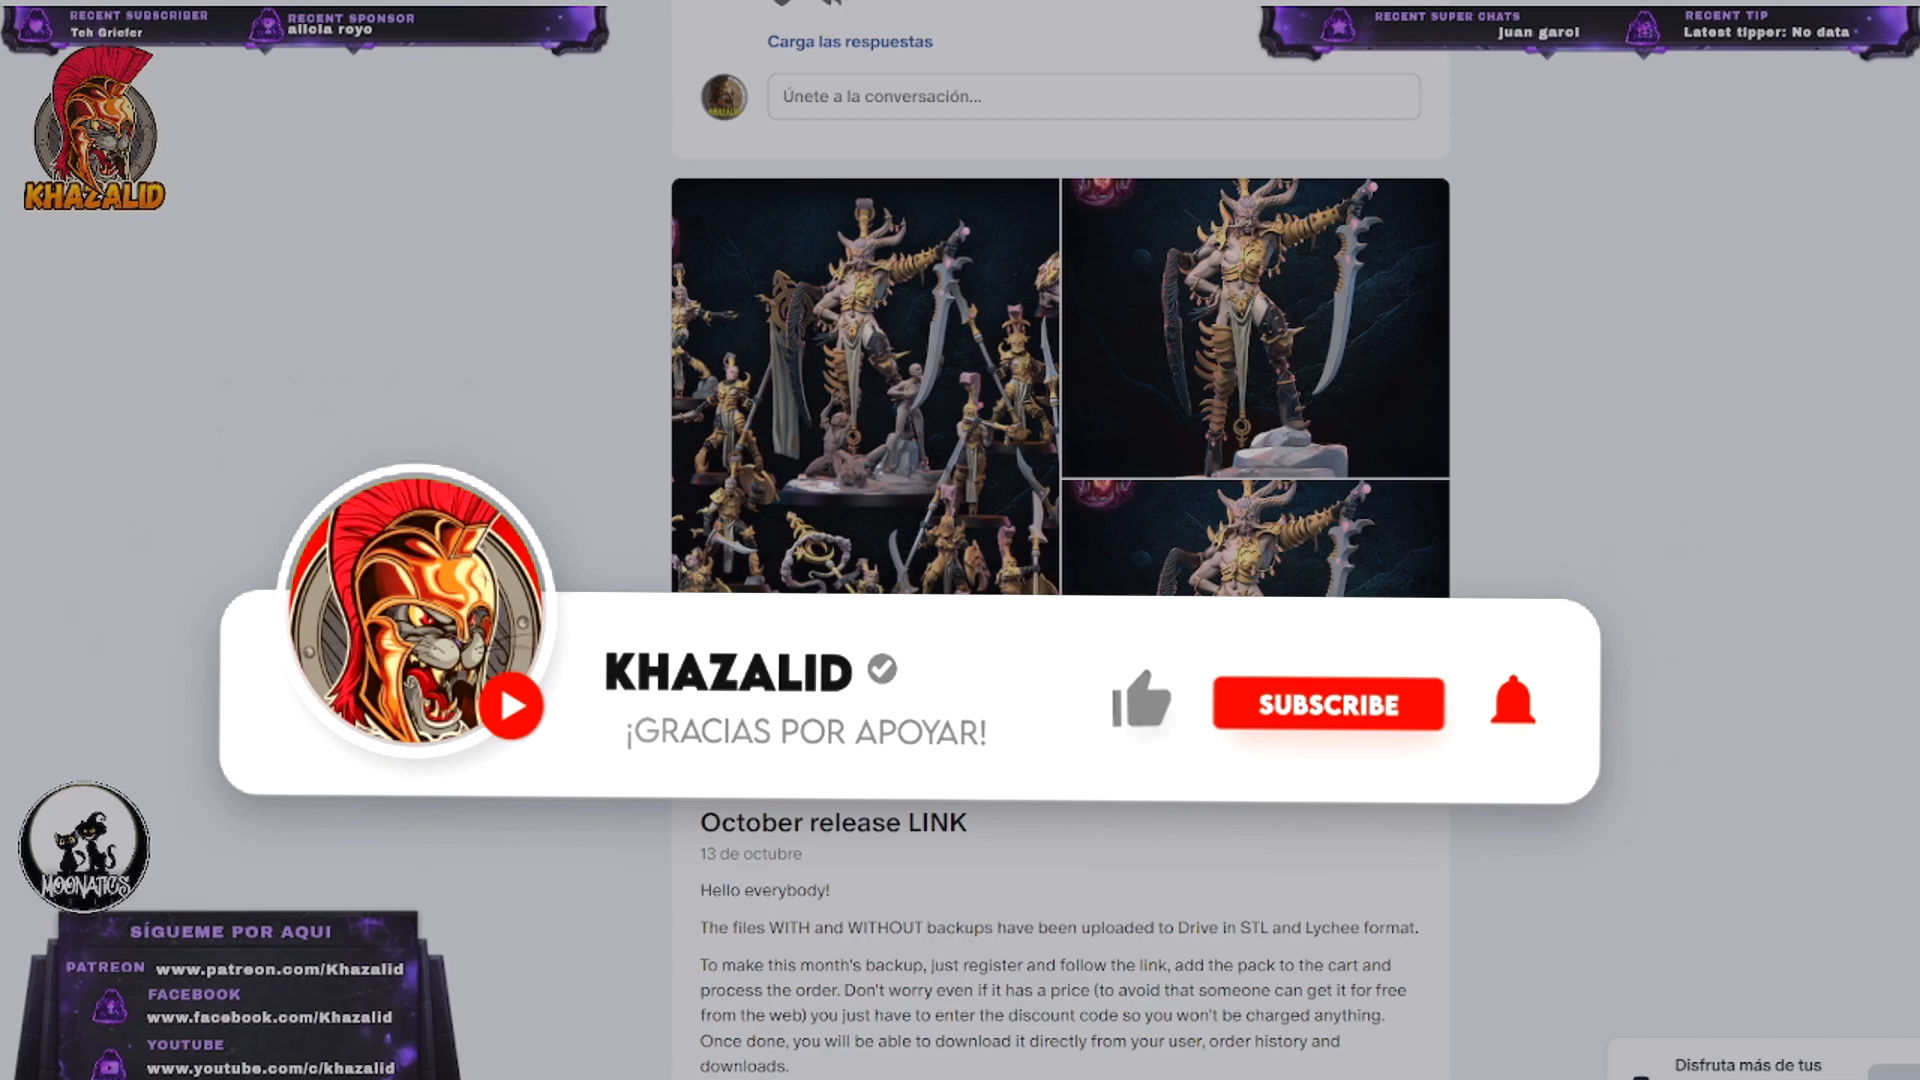 RECENT SUBSCRIBER
Teh Griefer
RECENT SPONSOR
alicia royo
RECENT SUPER CHATS
juan garci
RECENT TIP
Latest tipper: No data
KHAZALID
Carga las respuestas
Únete a la conversación...
KHAZALID
¡GRACIAS POR APOYAR!
SUBSCRIBE
October release LINK
13 de octubre
Hello everybody!
The files WITH and WITHOUT backups have been uploaded to Drive in STL and Lychee format.
To make this month's backup, just register and follow the link, add the pack to the cart and
process the order. Don't worry even if it has a price (to avoid that someone can get it for free
from the web) you just have to enter the discount code so you won't be charged anything.
Once done, you will be able to download it directly from your user, order history and
downloads.
MOONATICS
SÍGUEME POR AQUI
PATREON www.patreon.com/Khazalid
FACEBOOK
www.facebook.com/Khazalid
YOUTUBE
www.youtube.com/c/khazalid
Disfruta más de tus